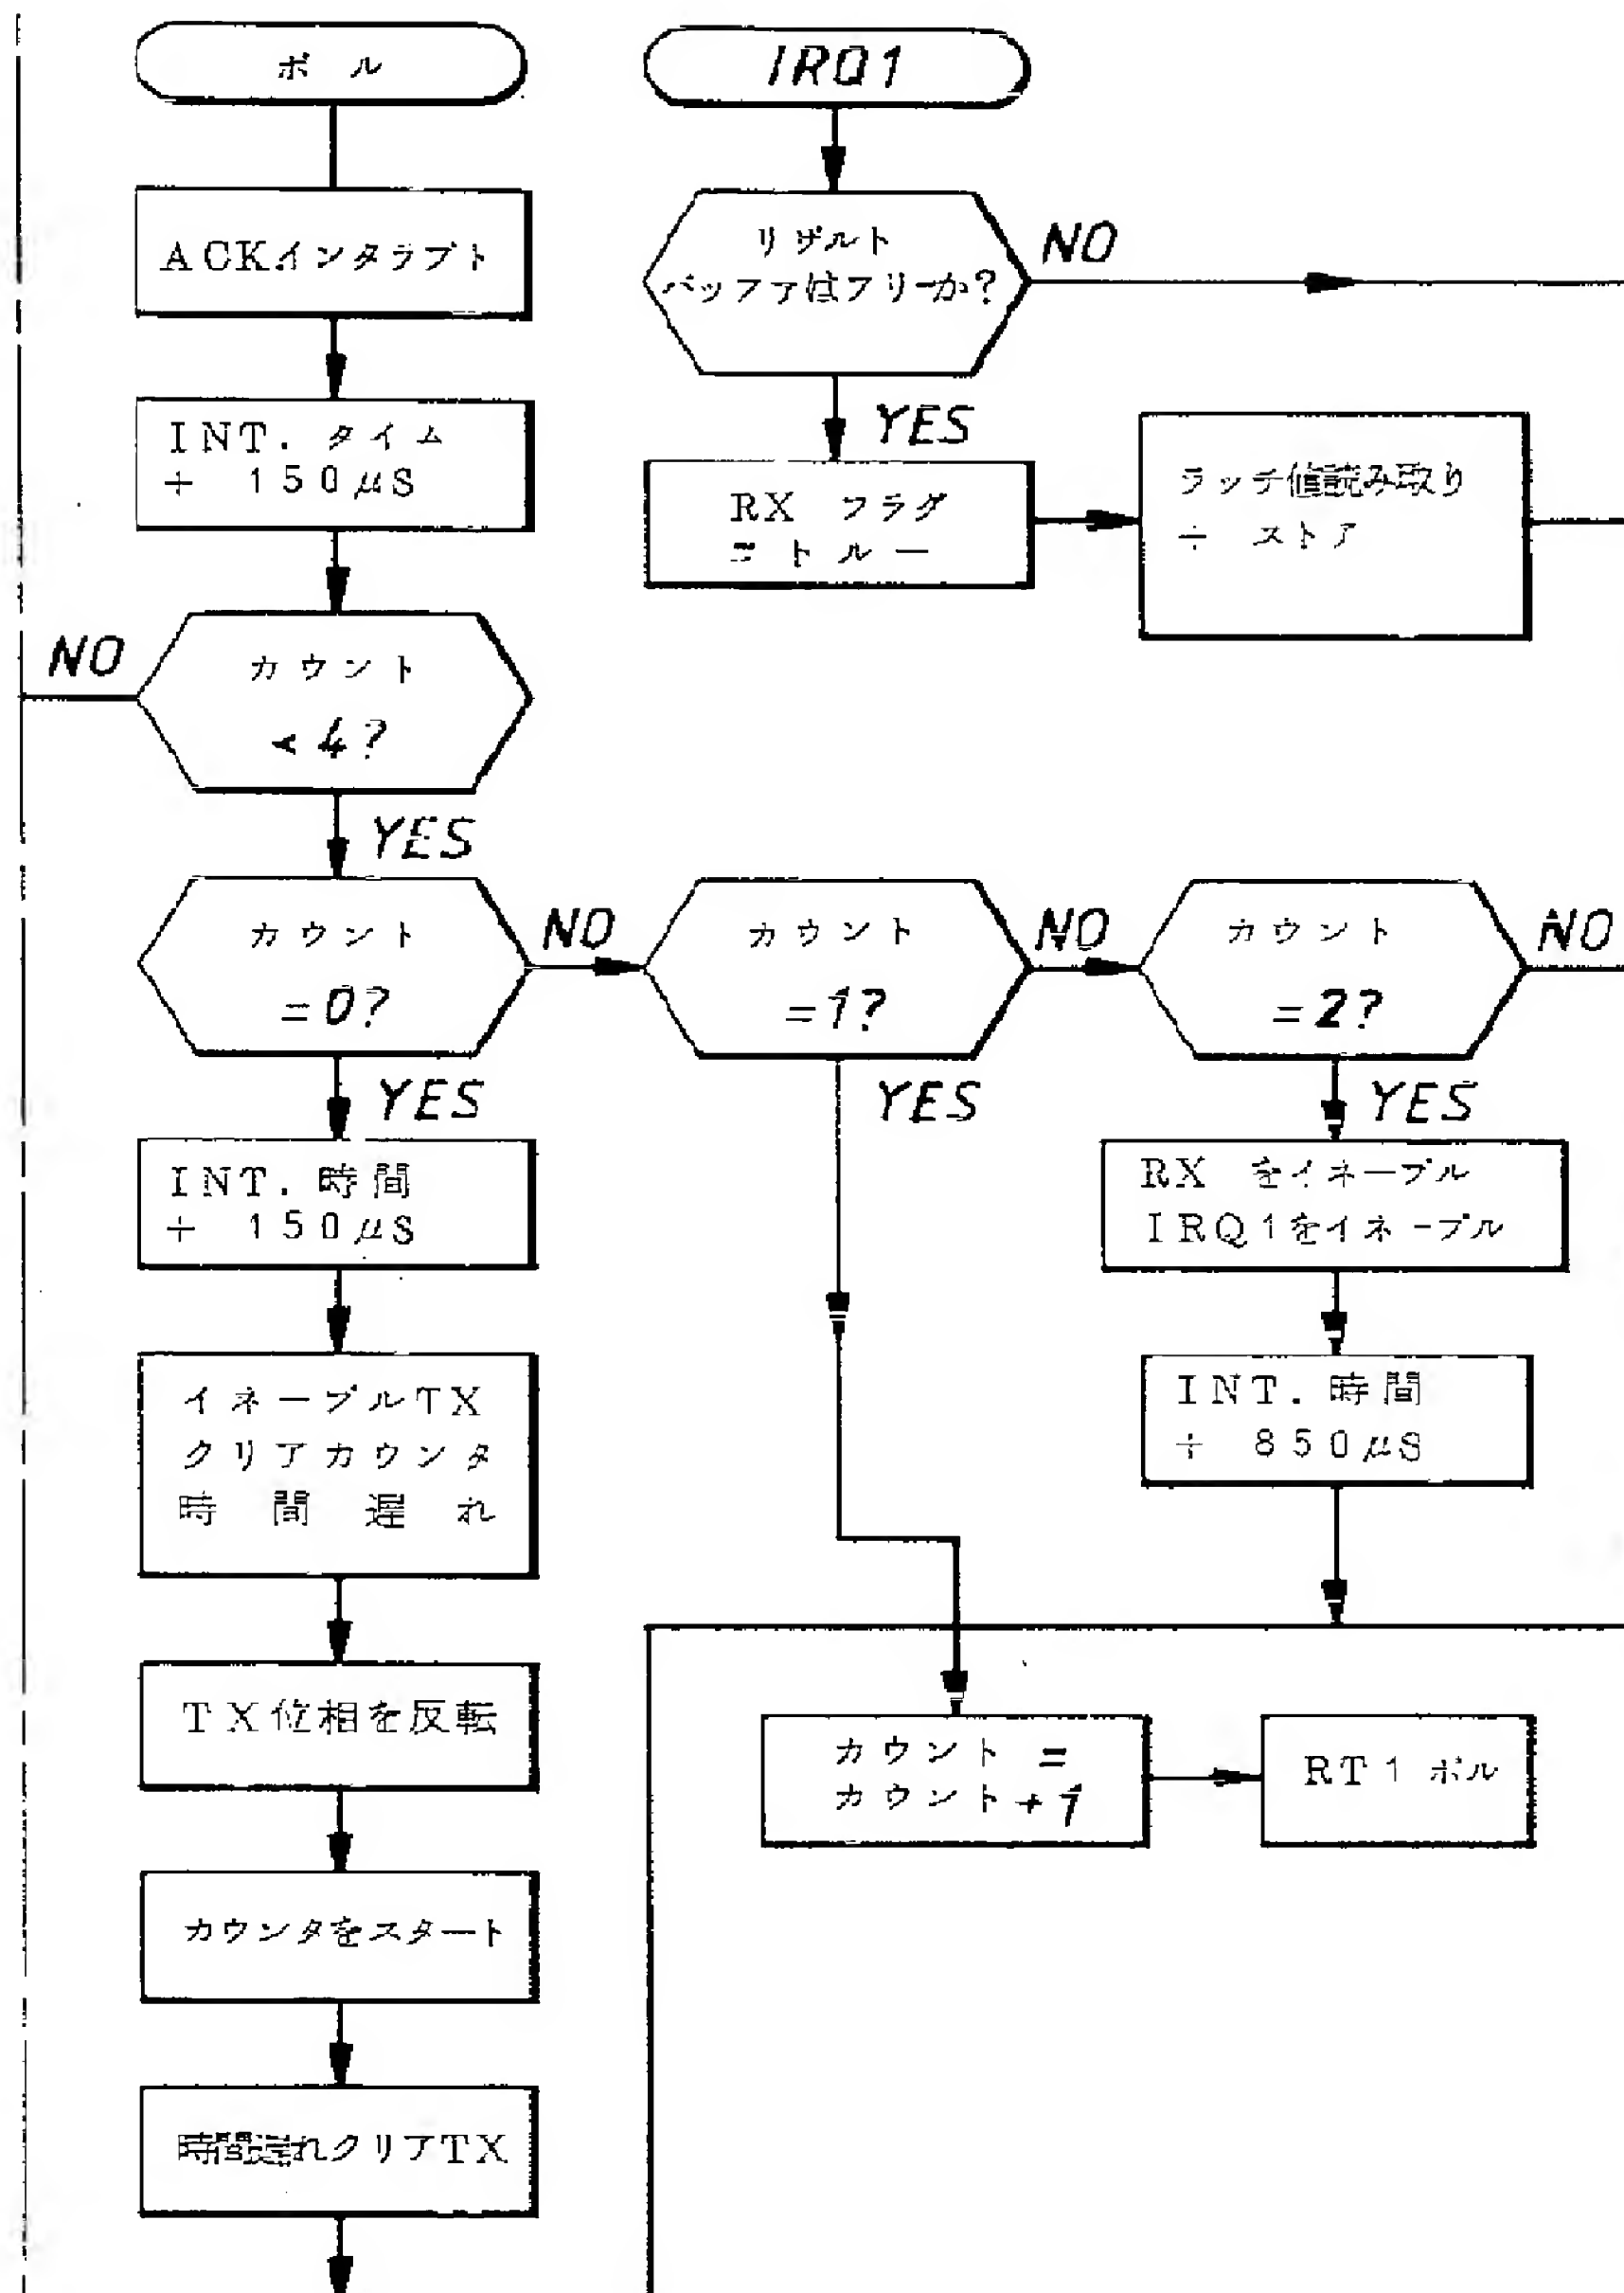 ポル
ACKインタラプト
INT. タイム
+ 150μS
NO
カウント
<4?
YES
カウント
=0?
NO
YES
INT. 時間
+ 150μS
イネーブルTX
クリアカウンタ
時間遅れ
TX位相を反転
カウンタをスタート
時間遅れクリアTX
IRQ1
リザルト
バッファはフリーか?
NO
YES
RX フラグ
=トルー
ラッチ値読み取り
+ ストア
カウント
=1?
NO
YES
カウント
=2?
NO
YES
RX をイネーブル
IRQ1をイネーブル
INT. 時間
+ 850μS
カウント =
カウント+1
RT1 ポル